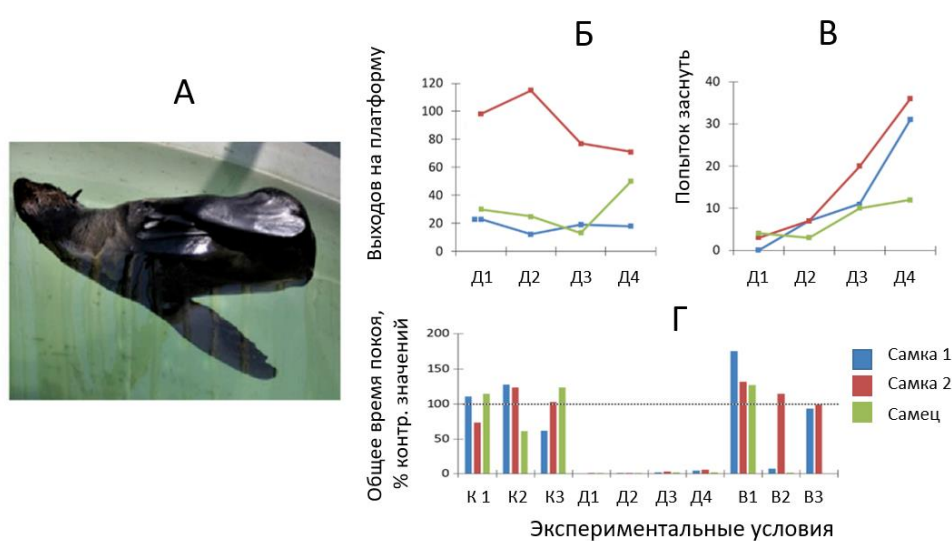 А
Б
Выходов на платформу
120
100
80
60
40
20
0
Д1 Д2 Д3 Д4
В
Попыток заснуть
40
30
20
10
0
Д1 Д2 Д3 Д4
Г
Общее время покоя,
% контр. значений
200
150
100
50
0
К 1 К2 К3 Д1 Д2 Д3 Д4 В1 В2 В3
Экспериментальные условия
Самка 1
Самка 2
Самец